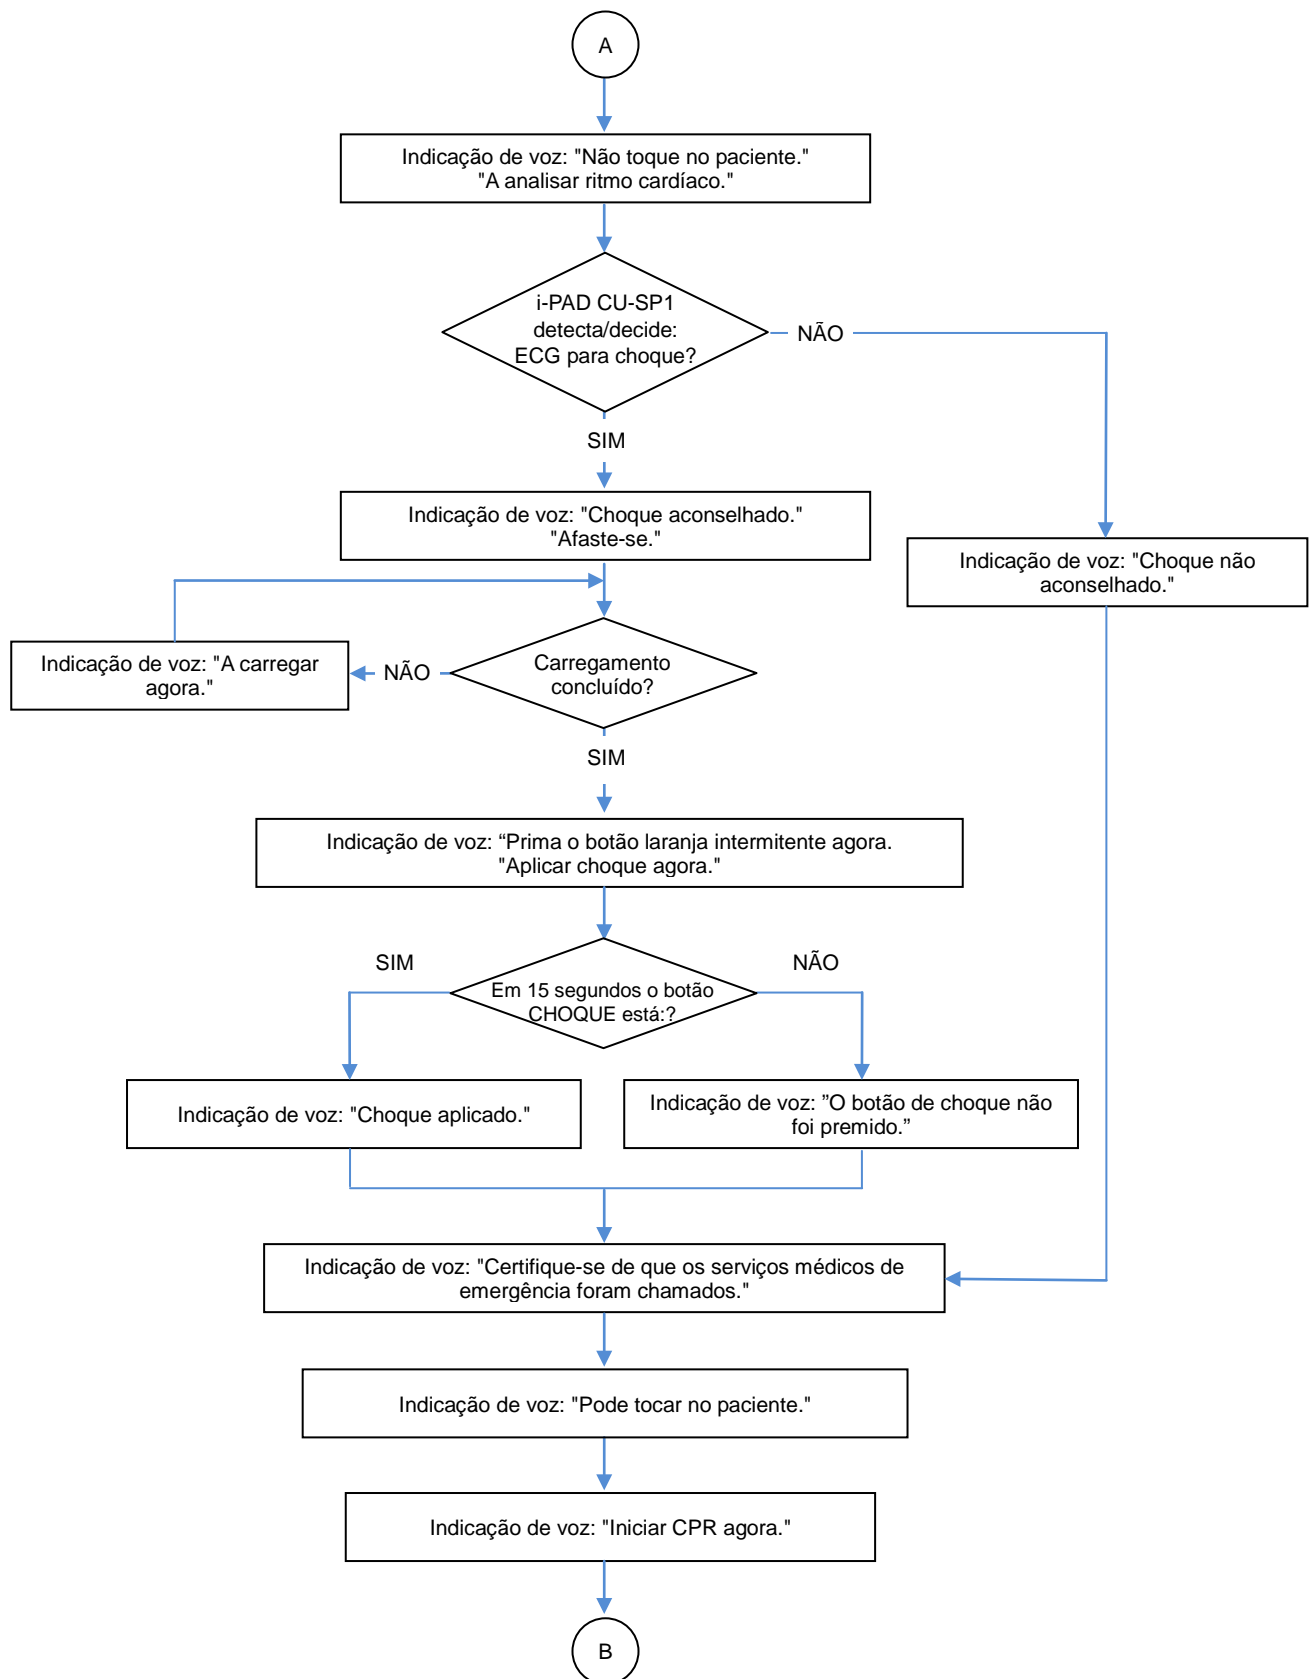 A
Indicação de voz: "Não toque no paciente."
"A analisar ritmo cardíaco."
i-PAD CU-SP1
detecta/decide:
ECG para choque?
NÃO
SIM
Indicação de voz: "Choque aconselhado."
"Afaste-se."
Indicação de voz: "Choque não
aconselhado."
Indicação de voz: "A carregar
agora."
NÃO
Carregamento
concluído?
SIM
Indicação de voz: “Prima o botão laranja intermitente agora.
"Aplicar choque agora."
SIM
NÃO
Em 15 segundos o botão
CHOQUE está:?
Indicação de voz: "Choque aplicado."
Indicação de voz: ”O botão de choque não
foi premido.”
Indicação de voz: "Certifique-se de que os serviços médicos de
emergência foram chamados."
Indicação de voz: "Pode tocar no paciente."
Indicação de voz: "Iniciar CPR agora."
B